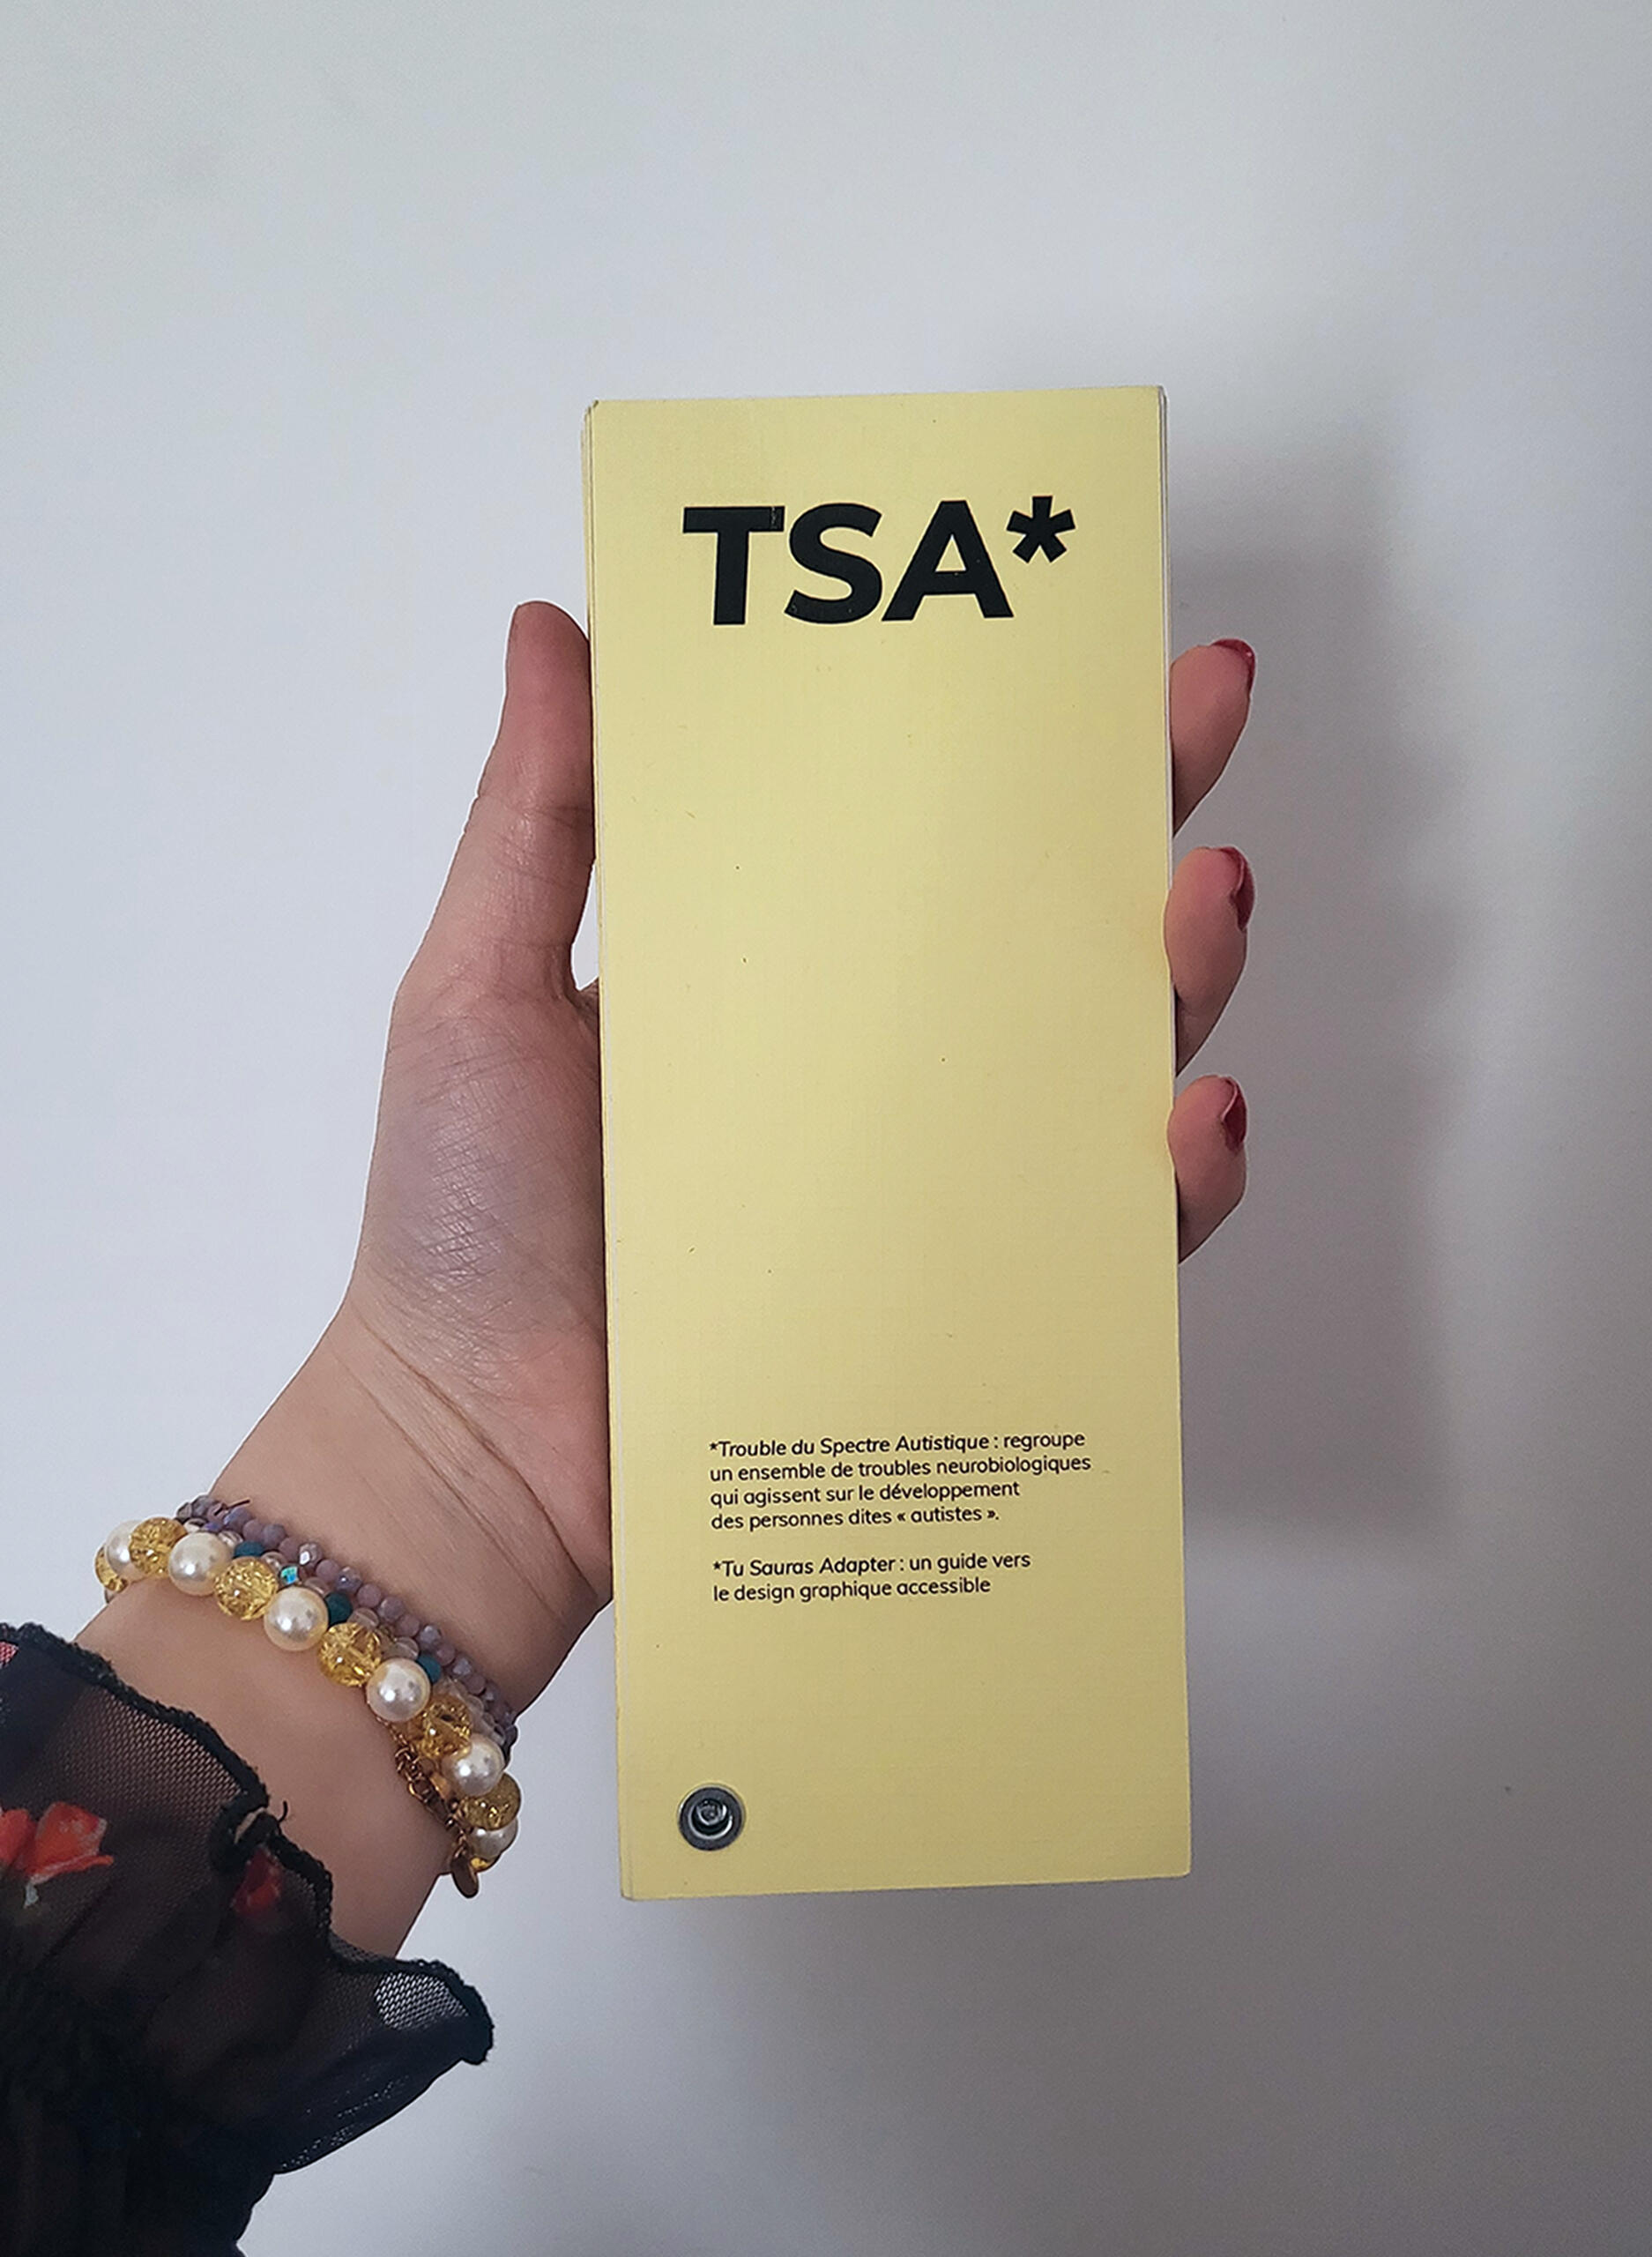 TSA*
*Trouble du Spectre Autistique : regroupe
un ensemble de troubles neurobiologiques
qui agissent sur le développement
des personnes dites « autistes ».
*Tu Sauras Adapter : un guide vers
le design graphique accessible